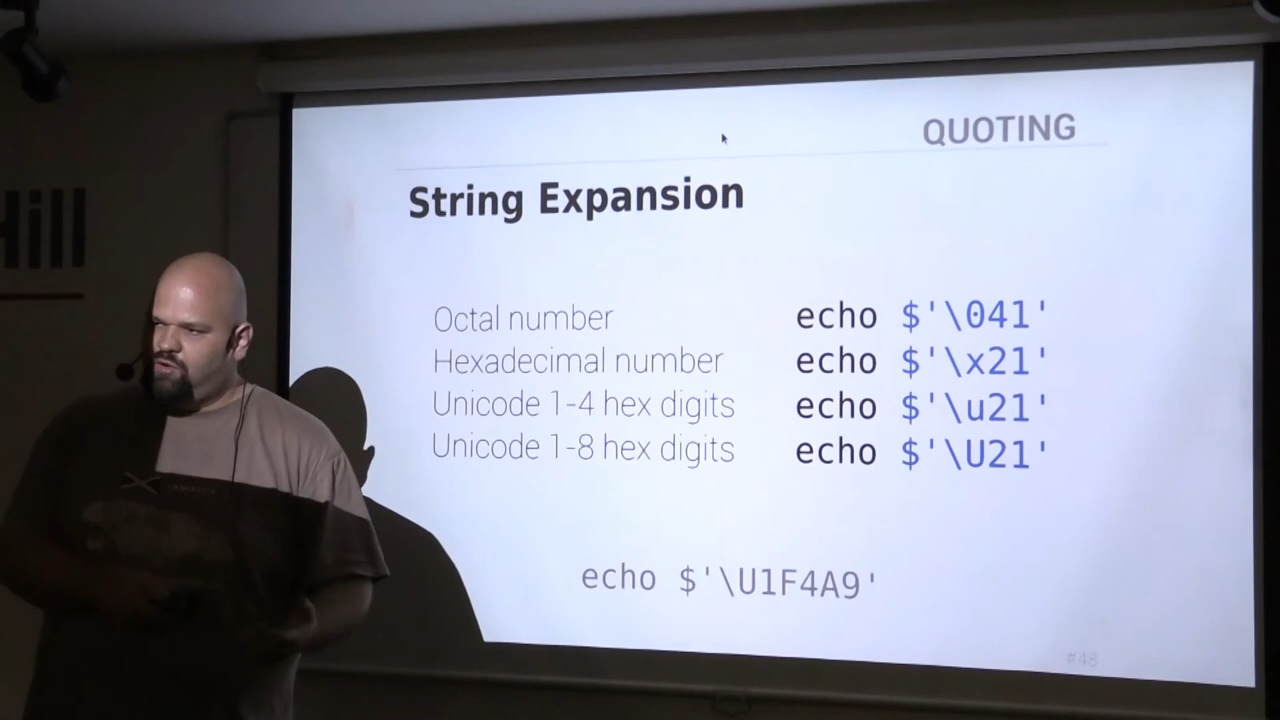 QUOTING
String Expansion
Octal number echo $'\041'
Hexadecimal number echo $'\x21'
Unicode 1-4 hex digits echo $'\u21'
Unicode 1-8 hex digits echo $'\U21'
echo $'\U1F4A9'
#48
Hill